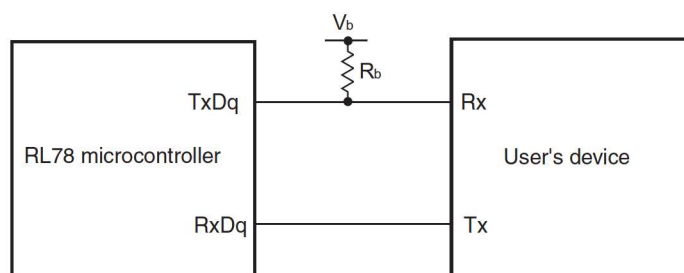 Vb
Rb
TxDq
Rx
RL78 microcontroller
User's device
RxDq
Tx